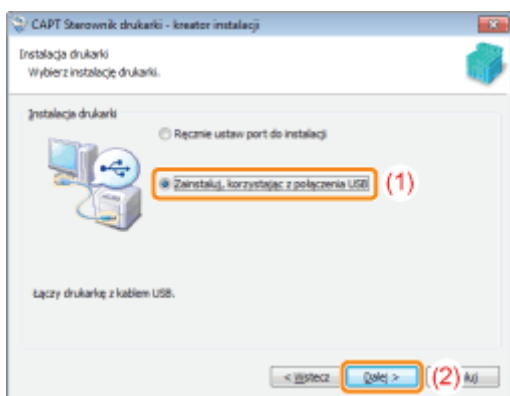 CAPT Sterownik drukarki - kreator instalacji
Instalacja drukarki
Wybierz instalację drukarki.
Instalacja drukarki
Ręcznie ustaw port do instalacji
Zainstaluj, korzystając z połączenia USB (1)
Łączy drukarkę z kablem USB.
< Wstecz Dalej > (2)